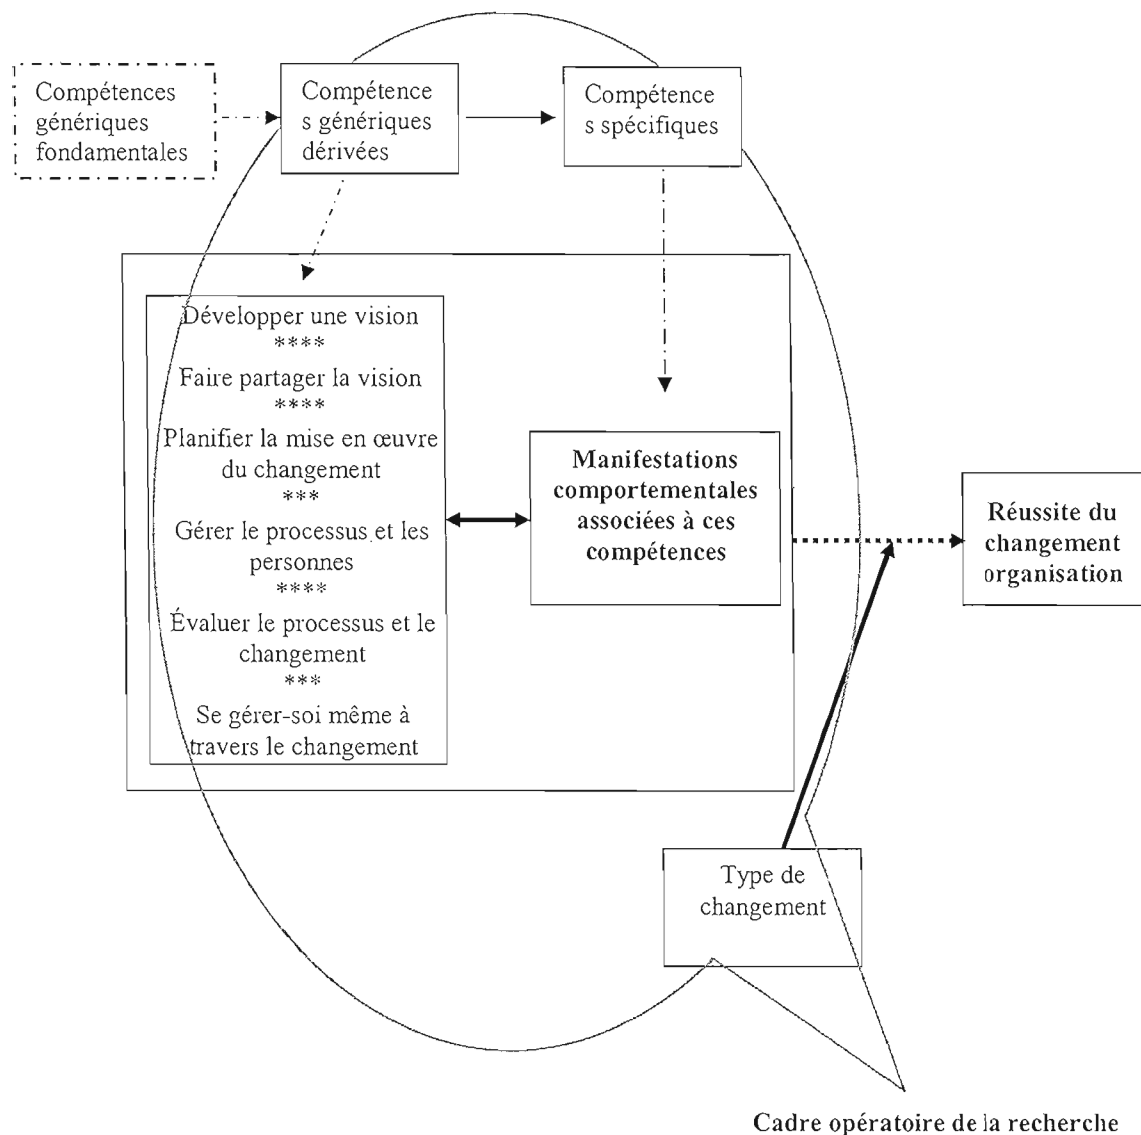 Compétences
génériques
fondamentales
Compétence
s génériques
dérivées
Compétence
s spécifiques
Développer une vision
****
Faire partager la vision
****
Planifier la mise en œuvre
du changement
***
Gérer le processus et les
personnes
****
Évaluer le processus et le
changement
***
Se gérer-soi même à
travers le changement
Manifestations
comportementales
associées à ces
compétences
Réussite du
changement
organisation
Type de
changement
Cadre opératoire de la recherche